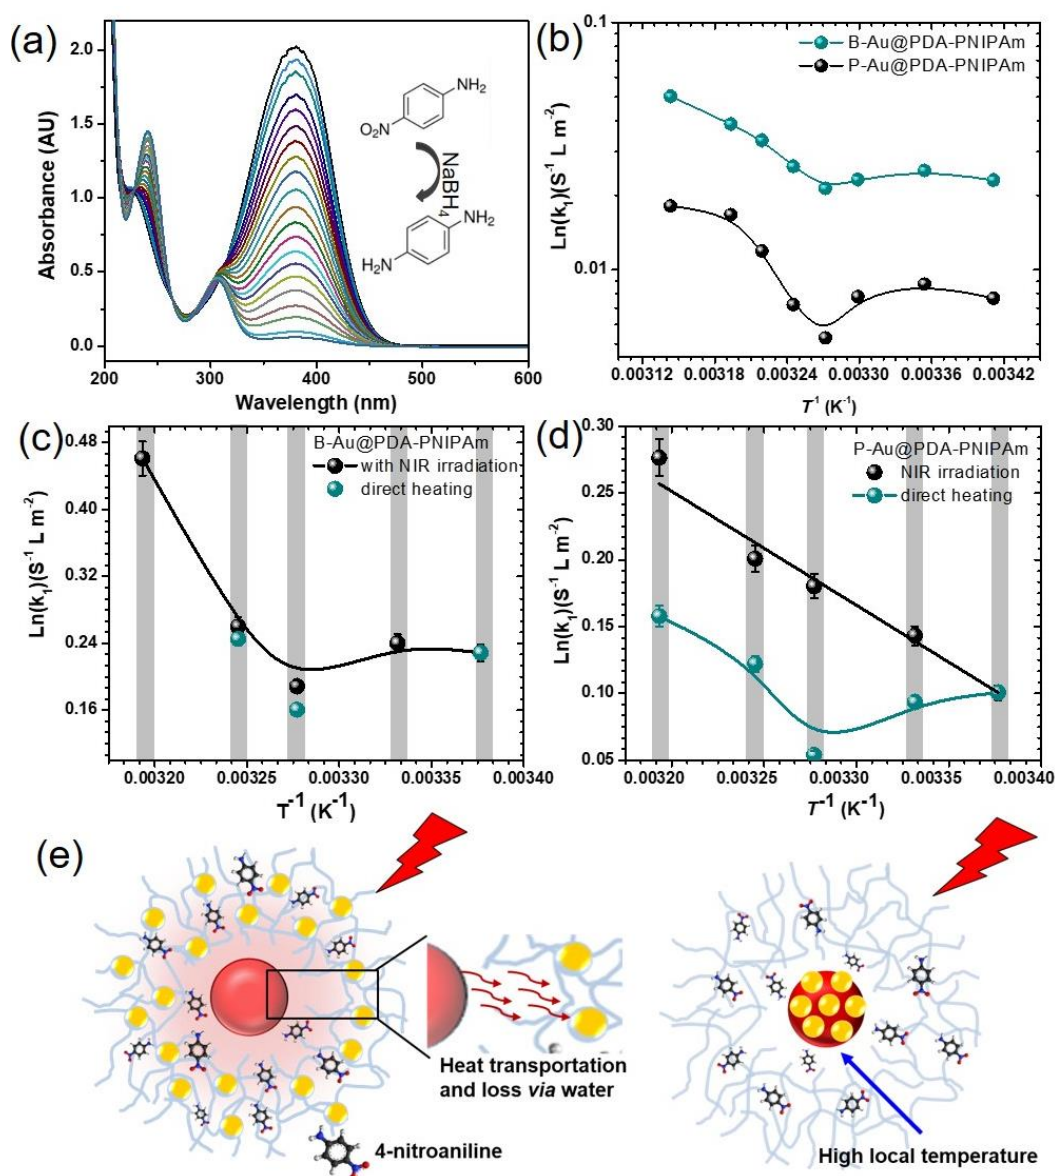 (a)
2.0
1.5
1.0
0.5
0.0
Absorbance (AU)
200 300 400 500 600
Wavelength (nm)
NH₂
O₂N
NaBH₄
NH₂
H₂N
(b)
0.1
0.01
Ln(k₁)(S⁻¹ L m⁻²)
B-Au@PDA-PNIPAm
P-Au@PDA-PNIPAm
0.00312 0.00318 0.00324 0.00330 0.00336 0.00342
T¹ (K⁻¹)
(c)
0.48
0.40
0.32
0.24
0.16
Ln(k₁)(S⁻¹ L m⁻²)
B-Au@PDA-PNIPAm
with NIR irradiation
direct heating
0.00320 0.00325 0.00330 0.00335 0.00340
T⁻¹ (K⁻¹)
(d)
0.30
0.25
0.20
0.15
0.10
0.05
Ln(k₁)(S⁻¹ L m⁻²)
P-Au@PDA-PNIPAm
NIR irradiation
direct heating
0.00320 0.00325 0.00330 0.00335 0.00340
T⁻¹ (K⁻¹)
(e)
Heat transportation
and loss via water
4-nitroaniline
High local temperature